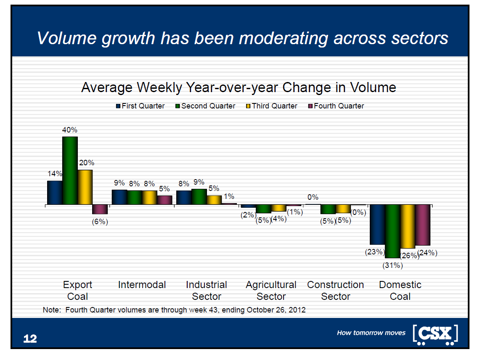 Volume growth has been moderating across sectors
Average Weekly Year-over-year Change in Volume
First Quarter Second Quarter Third Quarter Fourth Quarter
40%
20%
14%
9% 8% 8% 5%
8% 9% 5% 1%
0%
(6%)
(2%) (5%) (4%) (1%)
(5%) (5%) (0%)
(23%) (31%) (26%) (24%)
Export Intermodal Industrial Agricultural Construction Domestic
Coal Sector Sector Sector Coal
Note: Fourth Quarter volumes are through week 43, ending October 26, 2012
12
How tomorrow moves [CSX]